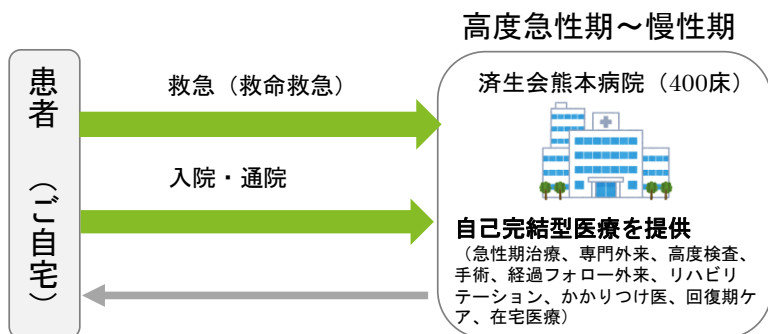 高度急性期～慢性期
患者（ご自宅）
救急（救命救急）
入院・通院
済生会熊本病院（400床）
自己完結型医療を提供
（急性期治療、専門外来、高度検査、
手術、経過フォロー外来、リハビリ
テーション、かかりつけ医、回復期ケ
ア、在宅医療）